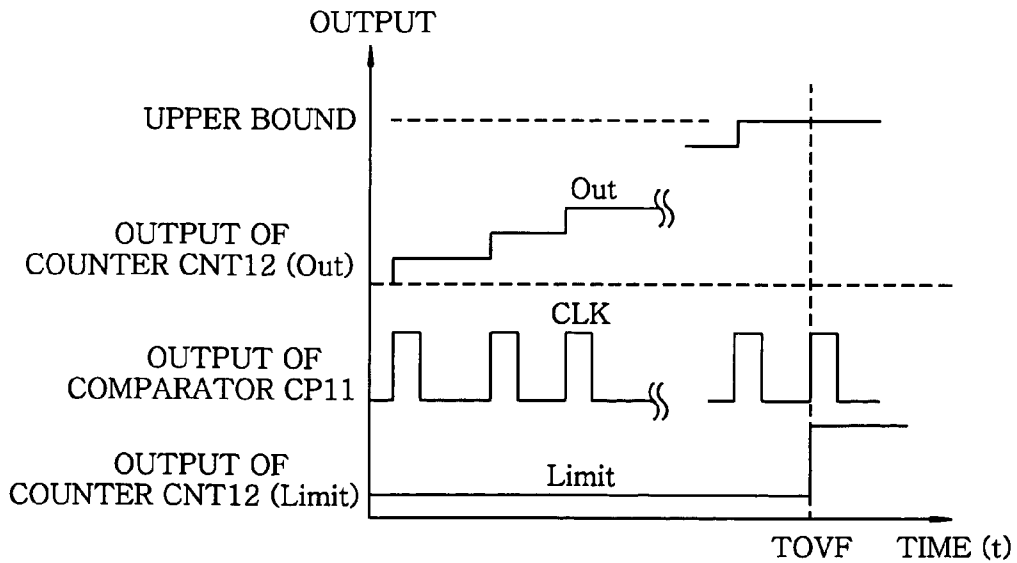 OUTPUT
UPPER BOUND
Out
OUTPUT OF
COUNTER CNT12 (Out)
CLK
OUTPUT OF
COMPARATOR CP11
OUTPUT OF
COUNTER CNT12 (Limit)
Limit
TOVF
TIME (t)